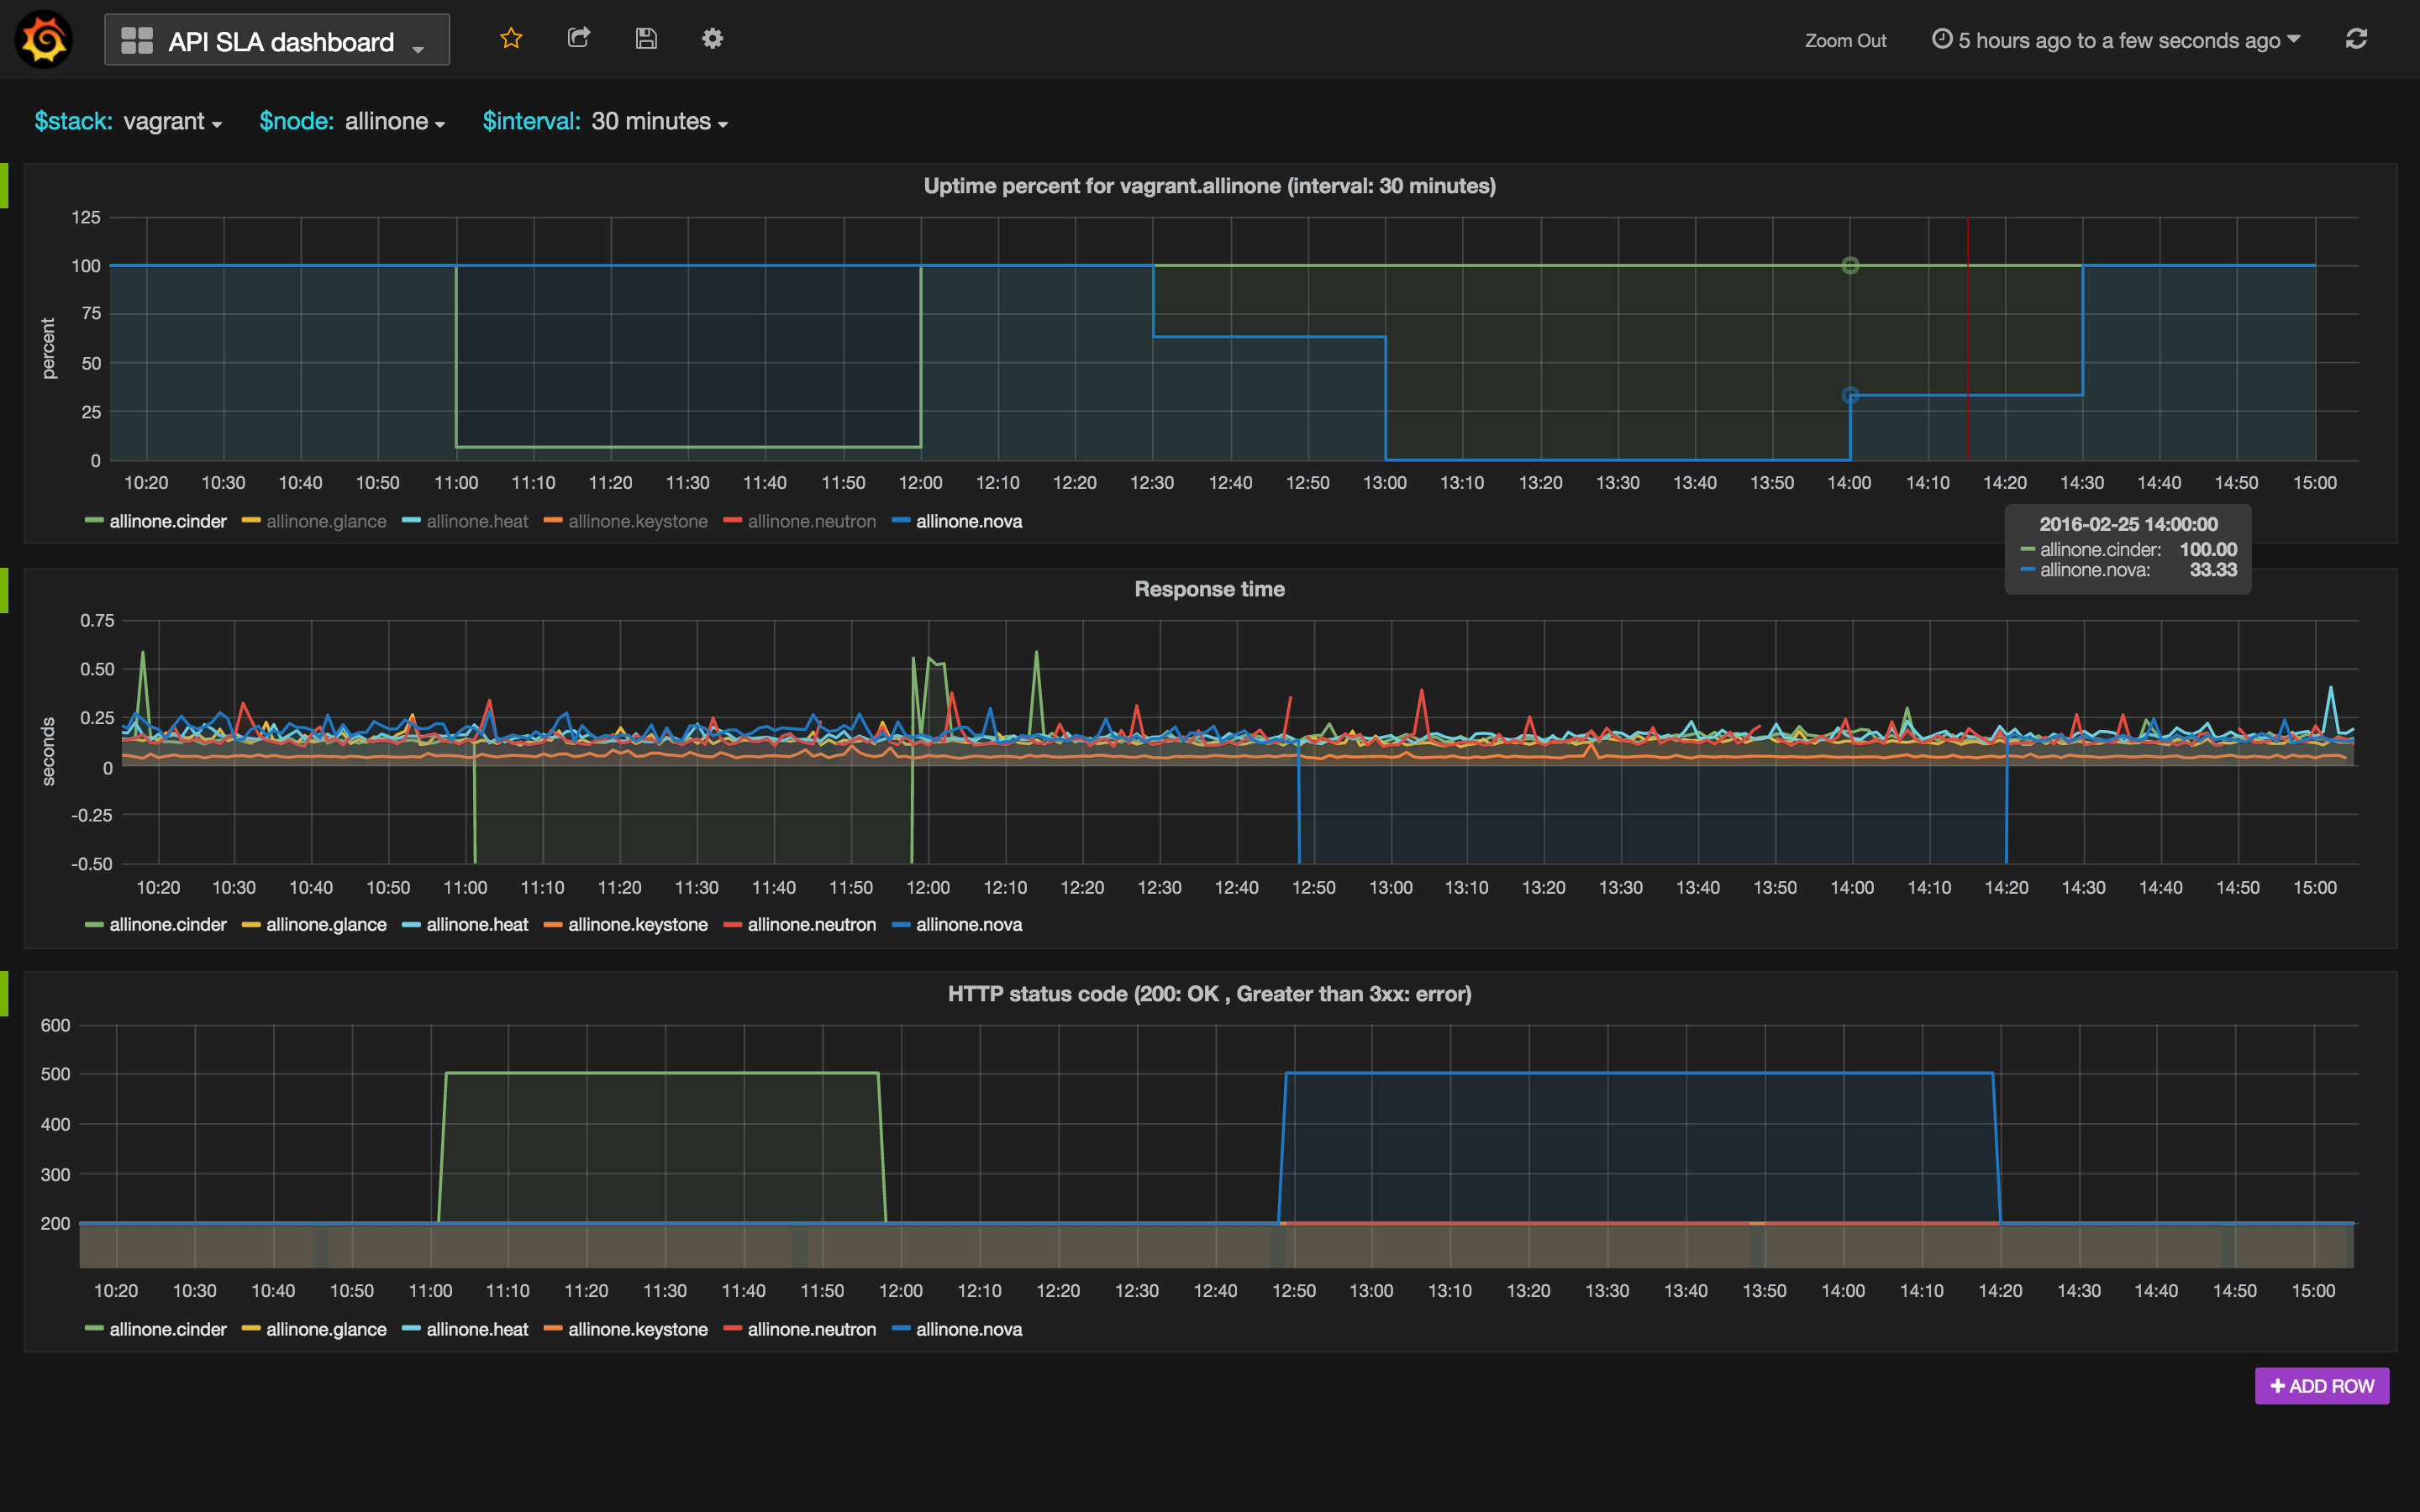 API SLA dashboard
Zoom Out
5 hours ago to a few seconds ago
$stack: vagrant $node: allinone $interval: 30 minutes
Uptime percent for vagrant.allinone (interval: 30 minutes)
percent
125
100
75
50
25
0
10:20 10:30 10:40 10:50 11:00 11:10 11:20 11:30 11:40 11:50 12:00 12:10 12:20 12:30 12:40 12:50 13:00 13:10 13:20 13:30 13:40 13:50 14:00 14:10 14:20 14:30 14:40 14:50 15:00
allinone.cinder allinone.glance allinone.heat allinone.keystone allinone.neutron allinone.nova
2016-02-25 14:00:00
allinone.cinder: 100.00
allinone.nova: 33.33
Response time
seconds
0.75
0.50
0.25
0
-0.25
-0.50
10:20 10:30 10:40 10:50 11:00 11:10 11:20 11:30 11:40 11:50 12:00 12:10 12:20 12:30 12:40 12:50 13:00 13:10 13:20 13:30 13:40 13:50 14:00 14:10 14:20 14:30 14:40 14:50 15:00
allinone.cinder allinone.glance allinone.heat allinone.keystone allinone.neutron allinone.nova
HTTP status code (200: OK , Greater than 3xx: error)
600
500
400
300
200
10:20 10:30 10:40 10:50 11:00 11:10 11:20 11:30 11:40 11:50 12:00 12:10 12:20 12:30 12:40 12:50 13:00 13:10 13:20 13:30 13:40 13:50 14:00 14:10 14:20 14:30 14:40 14:50 15:00
allinone.cinder allinone.glance allinone.heat allinone.keystone allinone.neutron allinone.nova
+ ADD ROW